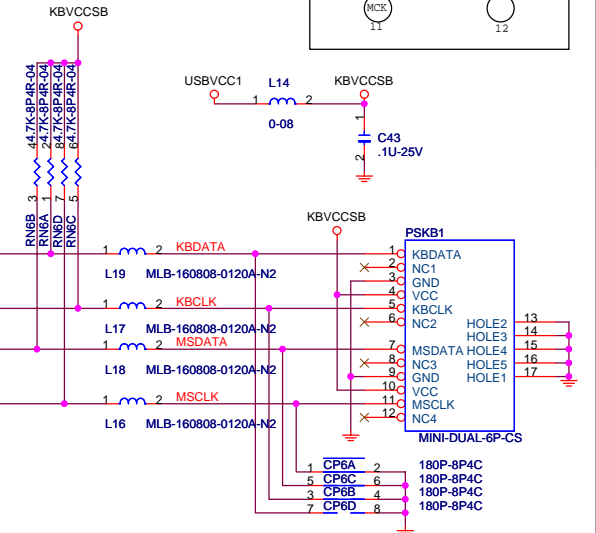 KBVCCSB
MCK
11
12
USBVCC1
L14
KBVCCSB
1
2
0-08
1
C43
.1U-25V
2
4.7K-8P4R-04
4.7K-8P4R-04
4.7K-8P4R-04
4.7K-8P4R-04
4
2
8
6
3
1
7
5
RN6B
RN6A
RN6D
RN6C
KBVCCSB
PSKB1
1 2 KBDATA
L19 MLB-160808-0120A-N2
1 2 KBCLK
L17 MLB-160808-0120A-N2
1 2 MSDATA
L18 MLB-160808-0120A-N2
1 2 MSCLK
L16 MLB-160808-0120A-N2
1 KBDATA
2 NC1
3 GND
4 VCC
5 KBCLK
6 NC2
7 MSDATA
8 NC3
9 GND
10 VCC
11 MSCLK
12 NC4
HOLE2 13
HOLE3 14
HOLE4 15
HOLE5 16
HOLE1 17
MINI-DUAL-6P-CS
1 CP6A 2 180P-8P4C
5 CP6C 6 180P-8P4C
3 CP6B 4 180P-8P4C
7 CP6D 8 180P-8P4C